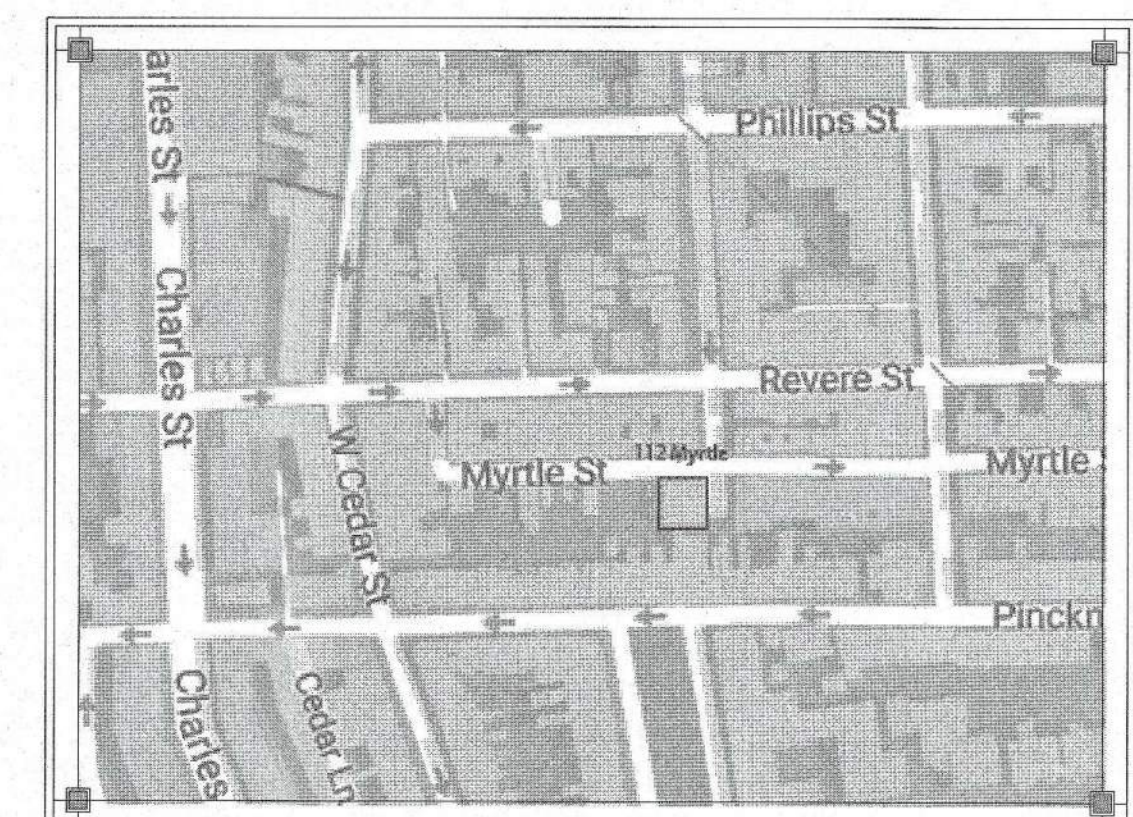 arles St
Phillips St
Charles St
Revere St
W Cedar St
112 Myrtle
Myrtle St
Myrtle
Pinckn
Charles
Cedar Ln